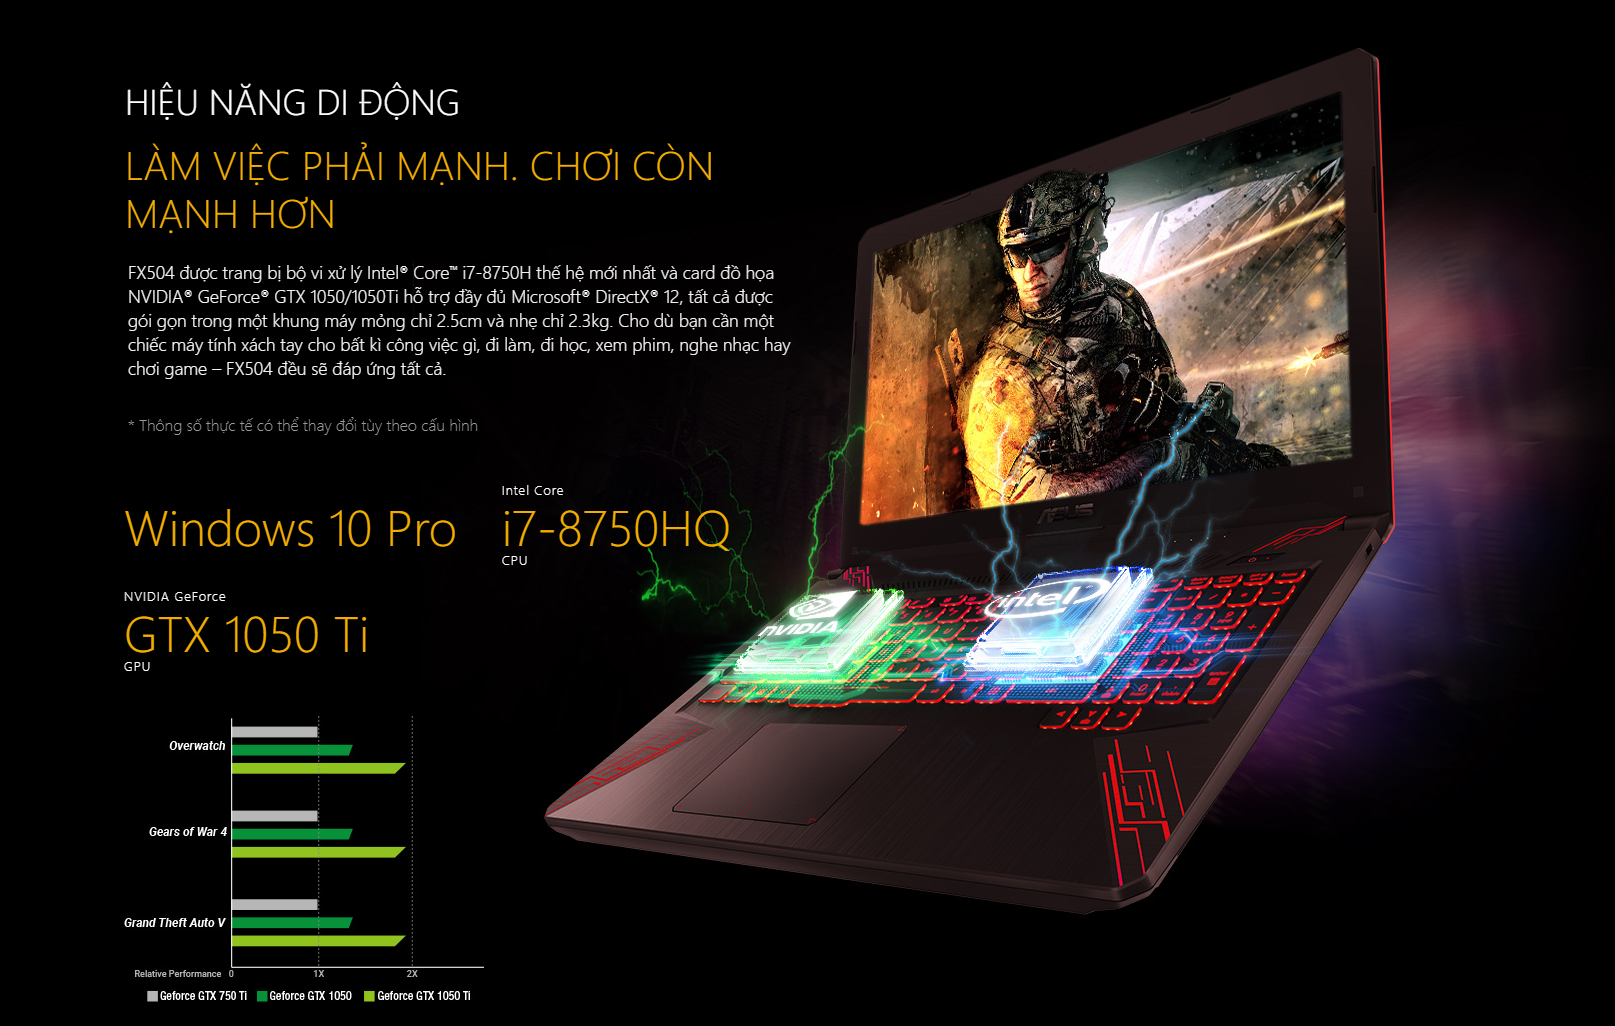 HIỆU NĂNG DI ĐỘNG
LÀM VIỆC PHẢI MẠNH. CHƠI CÒN
MẠNH HƠN
FX504 được trang bị bộ vi xử lý Intel® Core™ i7-8750H thế hệ mới nhất và card đồ họa
NVIDIA® GeForce® GTX 1050/1050Ti hỗ trợ đầy đủ Microsoft® DirectX® 12, tất cả được
gói gọn trong một khung máy mỏng chỉ 2.5cm và nhẹ chỉ 2.3kg. Cho dù bạn cần một
chiếc máy tính xách tay cho bất kì công việc gì, đi làm, đi học, xem phim, nghe nhạc hay
chơi game – FX504 đều sẽ đáp ứng tất cả.
* Thông số thực tế có thể thay đổi tùy theo cấu hình
Windows 10 Pro
Intel Core
i7-8750HQ
CPU
NVIDIA GeForce
GTX 1050 Ti
GPU
ASUS
NVIDIA
intel
Overwatch
Gears of War 4
Grand Theft Auto V
Relative Performance 0 1X 2X
Geforce GTX 750 Ti Geforce GTX 1050 Geforce GTX 1050 Ti